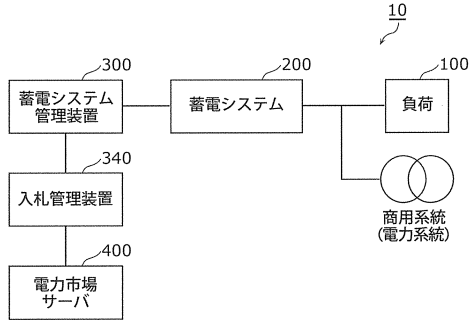 10
300
200
100
蓄電システム
管理装置
蓄電システム
負荷
340
入札管理装置
商用系統
(電力系統)
400
電力市場
サーバ